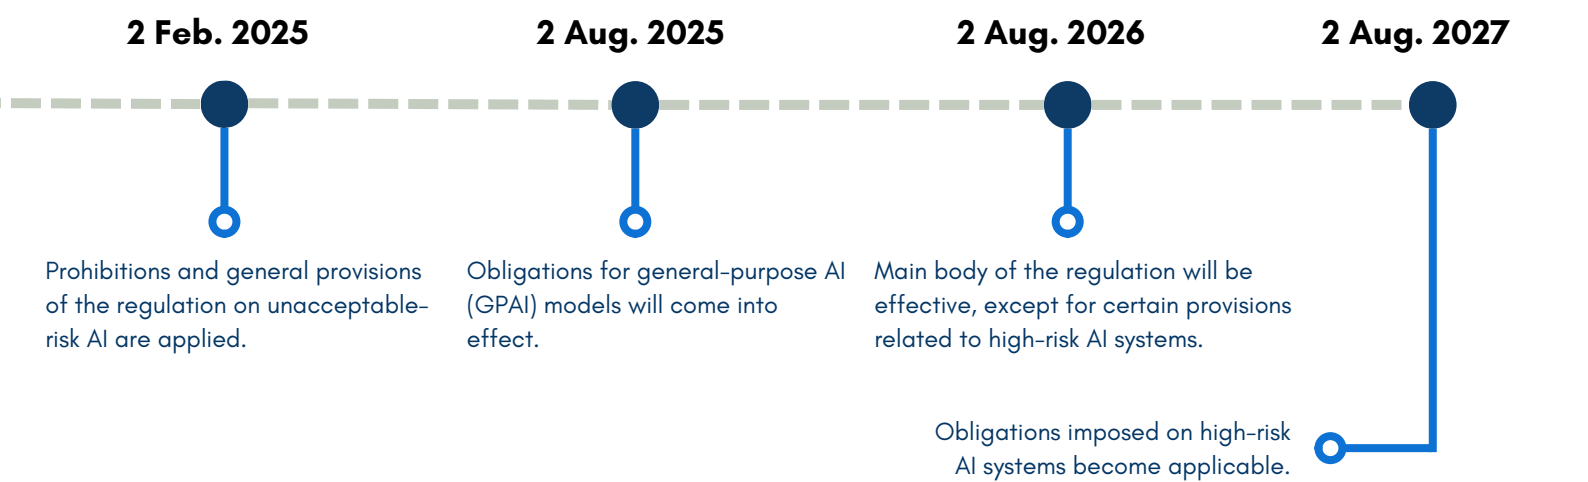 2 Feb. 2025
2 Aug. 2025
2 Aug. 2026
2 Aug. 2027
Prohibitions and general provisions
of the regulation on unacceptable-
risk AI are applied.
Obligations for general-purpose AI
(GPAI) models will come into
effect.
Main body of the regulation will be
effective, except for certain provisions
related to high-risk AI systems.
Obligations imposed on high-risk
AI systems become applicable.